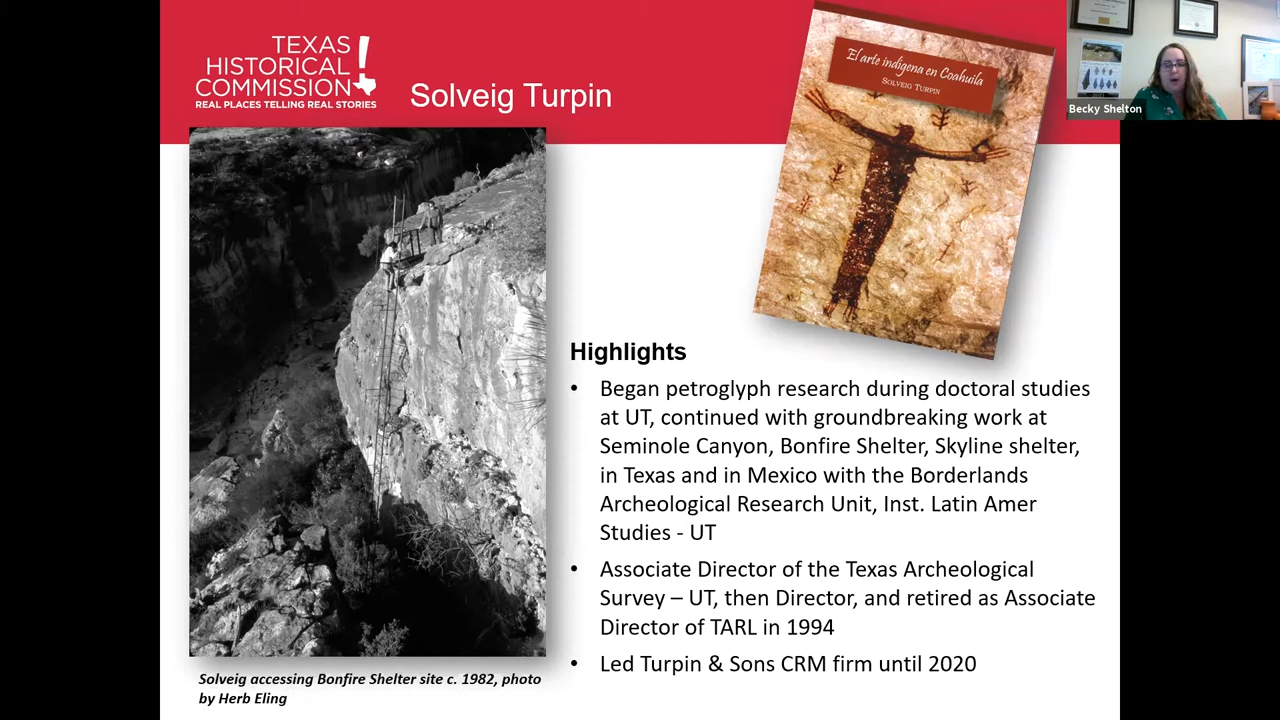 TEXAS
HISTORICAL
COMMISSION
REAL PLACES TELLING REAL STORIES
Solveig Turpin
El arte indígena en Coahuila
SOLVEIG TURPIN
Becky Shelton
Highlights
• Began petroglyph research during doctoral studies
at UT, continued with groundbreaking work at
Seminole Canyon, Bonfire Shelter, Skyline shelter,
in Texas and in Mexico with the Borderlands
Archeological Research Unit, Inst. Latin Amer
Studies - UT
• Associate Director of the Texas Archeological
Survey – UT, then Director, and retired as Associate
Director of TARL in 1994
• Led Turpin & Sons CRM firm until 2020
Solveig accessing Bonfire Shelter site c. 1982, photo
by Herb Eling